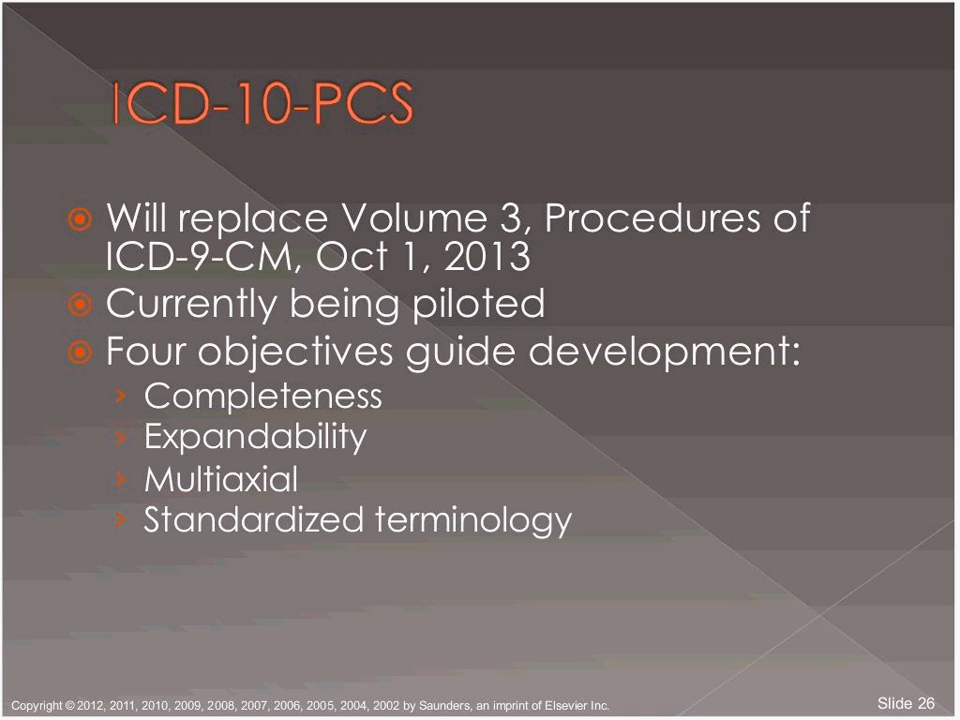 ICD-10-PCS
Will replace Volume 3, Procedures of
ICD-9-CM, Oct 1, 2013
Currently being piloted
Four objectives guide development:
Completeness
Expandability
Multiaxial
Standardized terminology
Copyright © 2012, 2011, 2010, 2009, 2008, 2007, 2006, 2005, 2004, 2002 by Saunders, an imprint of Elsevier Inc.
Slide 26